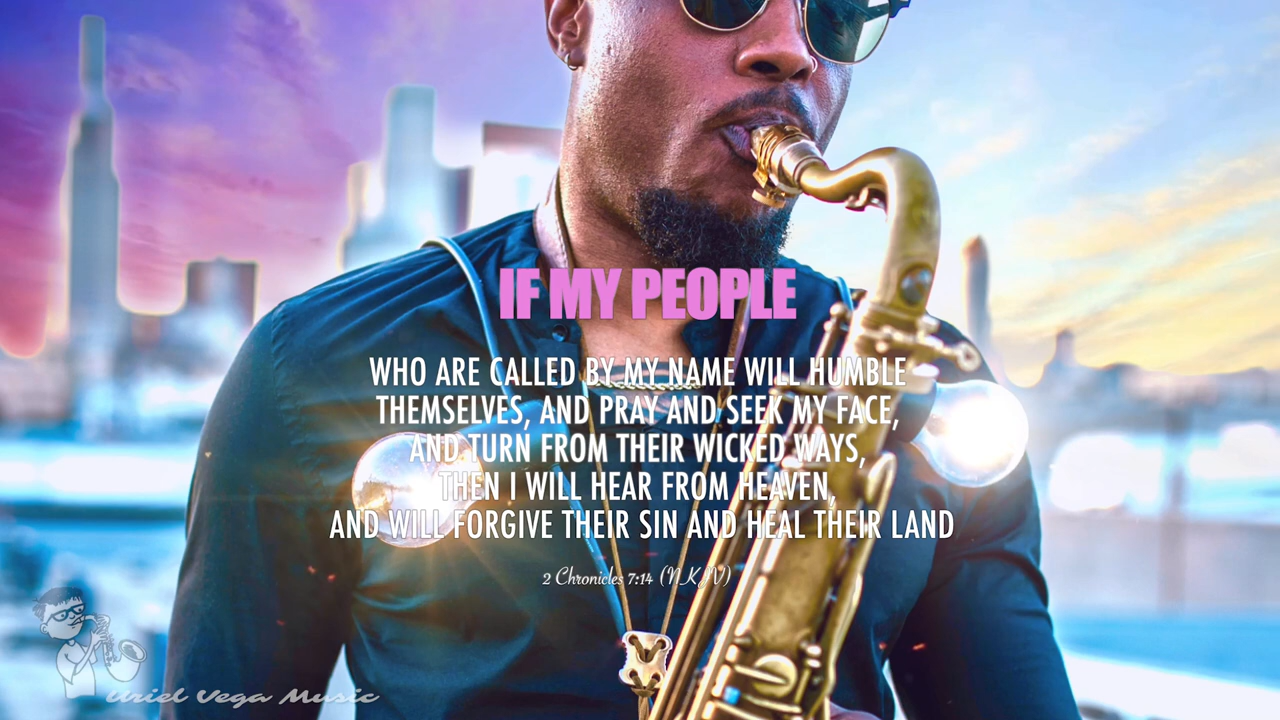 IF MY PEOPLE
WHO ARE CALLED BY MY NAME WILL HUMBLE
THEMSELVES, AND PRAY AND SEEK MY FACE,
AND TURN FROM THEIR WICKED WAYS,
THEN I WILL HEAR FROM HEAVEN,
AND WILL FORGIVE THEIR SIN AND HEAL THEIR LAND
2 Chronicles 7:14 (NKJV)
Uriel Vega Music